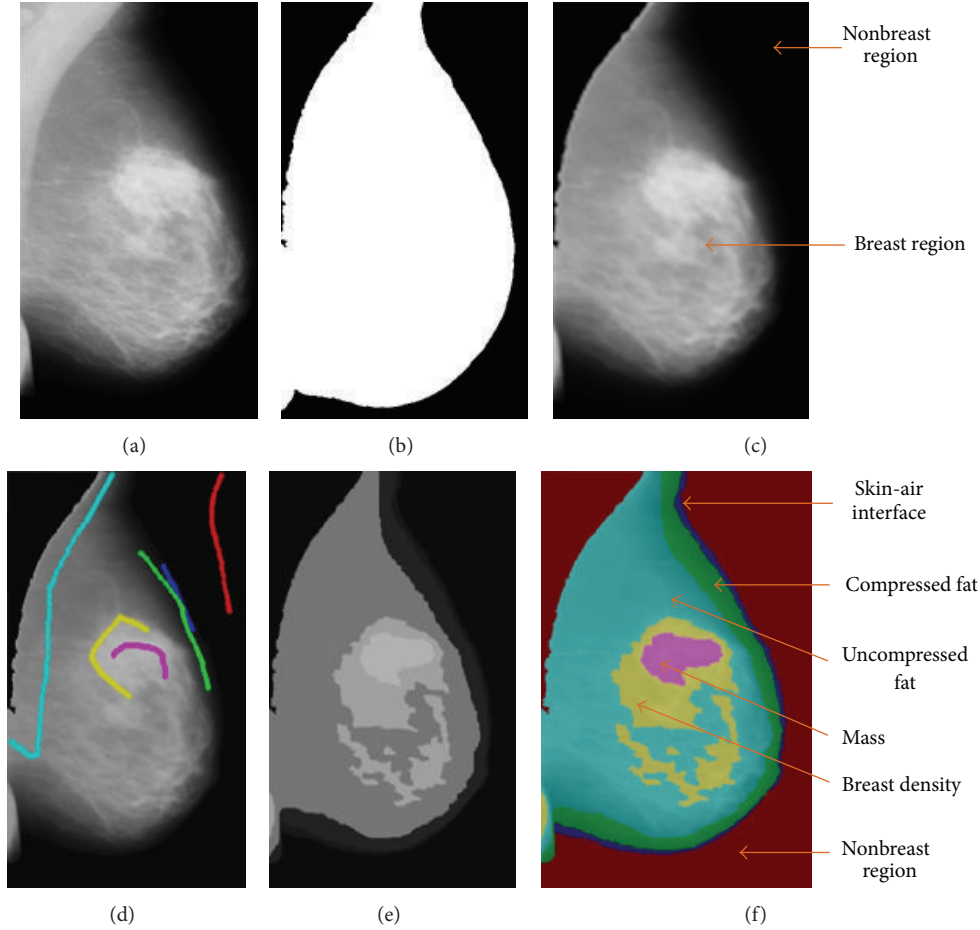 Nonbreast
region
Breast region
(a)
(b)
(c)
Skin-air
interface
Compressed fat
Uncompressed
fat
Mass
Breast density
Nonbreast
region
(d)
(e)
(f)